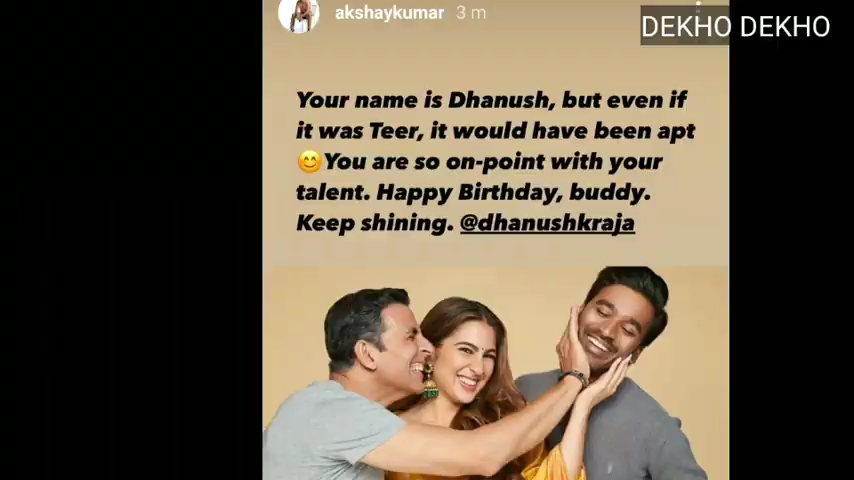 akshaykumar 3 m
DEKHO DEKHO
Your name is Dhanush, but even if
it was Teer, it would have been apt
😊You are so on-point with your
talent. Happy Birthday, buddy.
Keep shining. @dhanushkraja